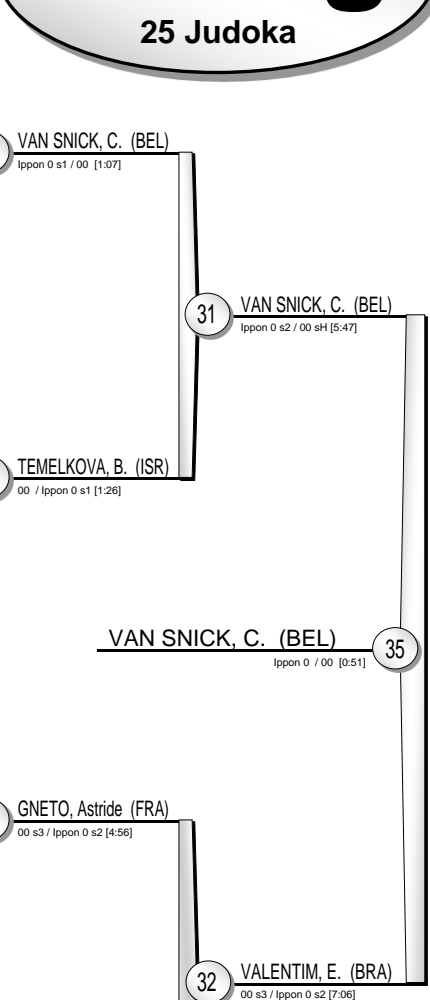 25 Judoka
VAN SNICK, C. (BEL)
Ippon 0 s1 / 00 [1:07]
31
VAN SNICK, C. (BEL)
Ippon 0 s2 / 00 sH [5:47]
TEMELKOVA, B. (ISR)
00 / Ippon 0 s1 [1:26]
VAN SNICK, C. (BEL)
35
Ippon 0 / 00 [0:51]
GNETO, Astride (FRA)
00 s3 / Ippon 0 s2 [4:56]
32
VALENTIM, E. (BRA)
00 s3 / Ippon 0 s2 [7:06]